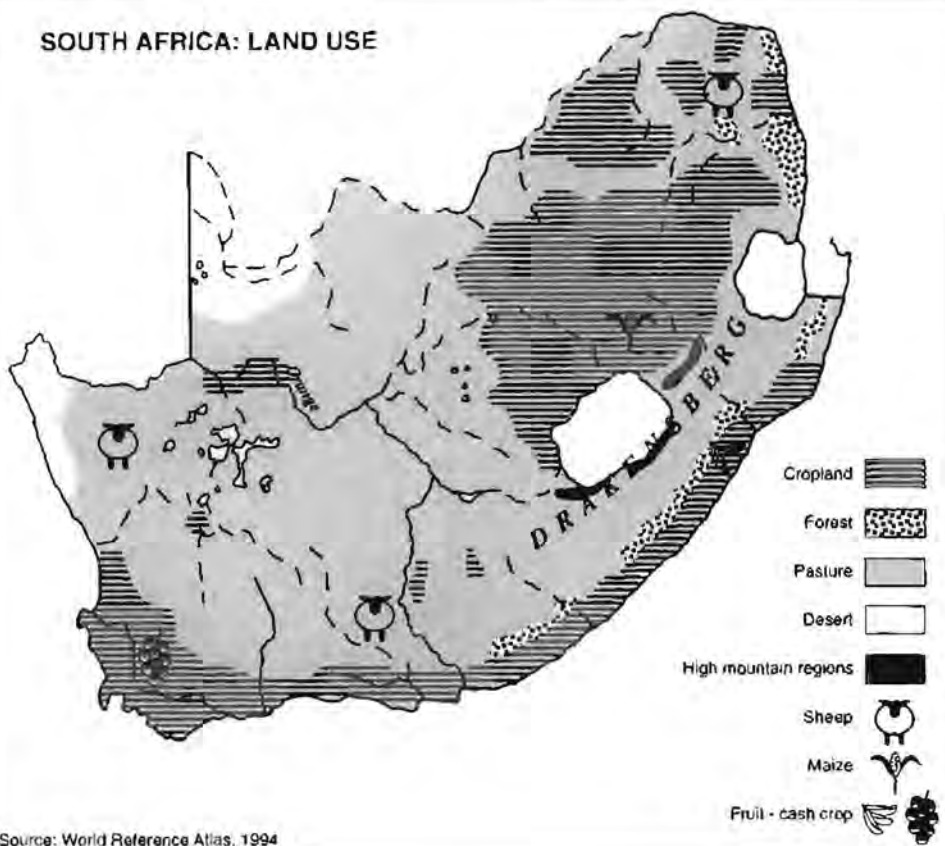 SOUTH AFRICA: LAND USE
Orange
DRAKENSBERG
Cropland
Forest
Pasture
Desert
High mountain regions
Sheep
Maize
Fruit - cash crop
Source: World Reference Atlas, 1994